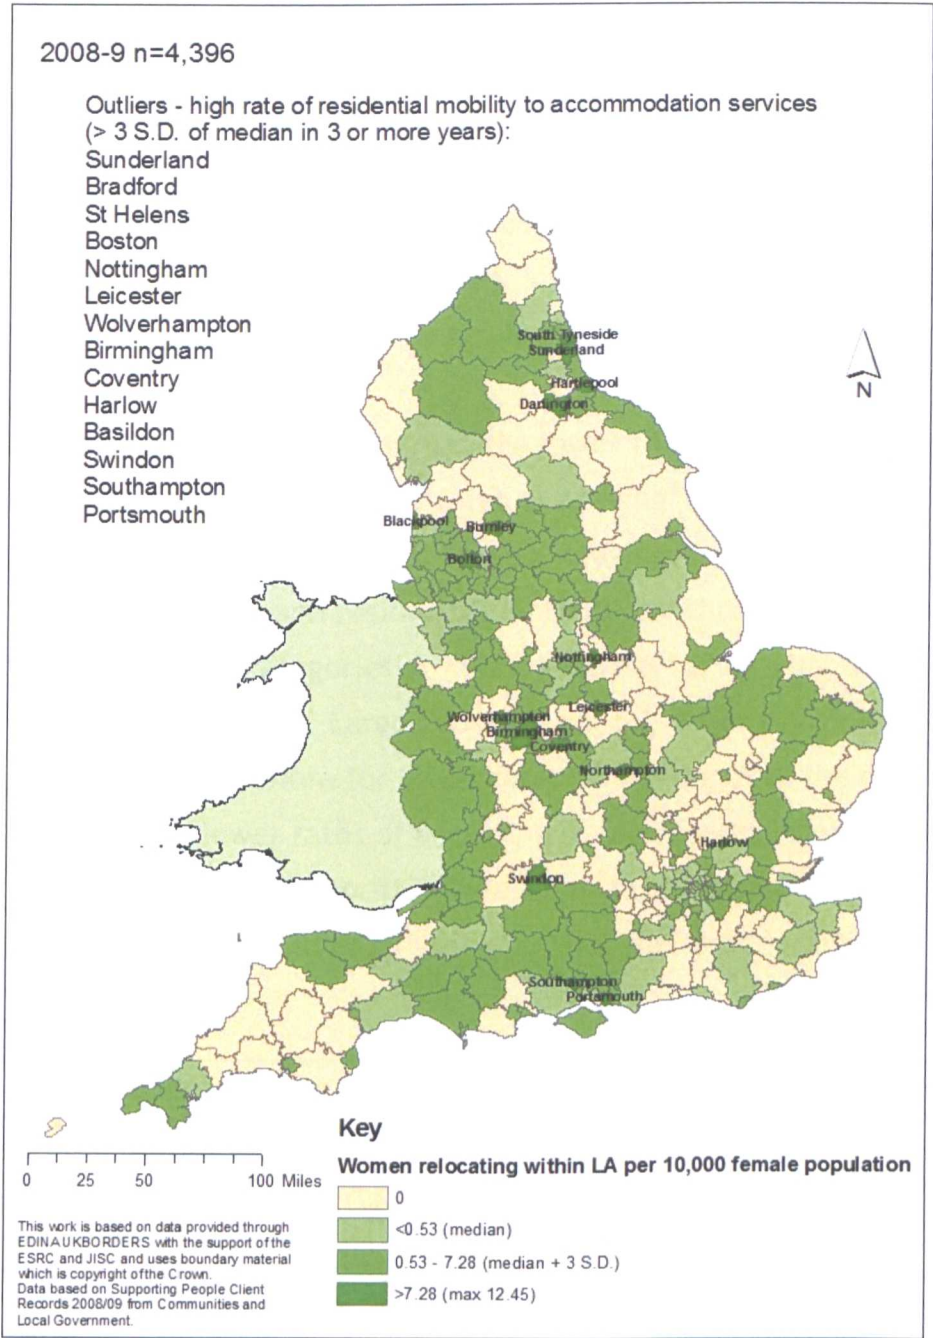 2008-9 n=4,396
Outliers - high rate of residential mobility to accommodation services
(> 3 S.D. of median in 3 or more years):
Sunderland
Bradford
St Helens
Boston
Nottingham
Leicester
Wolverhampton
Birmingham
Coventry
Harlow
Basildon
Swindon
Southampton
Portsmouth
South Tyneside
Sunderland
N
Hartlepool
Darlington
Blackpool
Burnley
Bolton
Nottingham
Leicester
Wolverhampton
Birmingham
Coventry
Northampton
Harlow
Swindon
Southampton
Portsmouth
Key
Women relocating within LA per 10,000 female population
0
<0.53 (median)
0.53 - 7.28 (median + 3 S.D.)
>7.28 (max 12.45)
0 25 50 100 Miles
This work is based on data provided through
EDINAUKBORDERS with the support of the
ESRC and JISC and uses boundary material
which is copyright of the Crown.
Data based on Supporting People Client
Records 2008/09 from Communities and
Local Government.